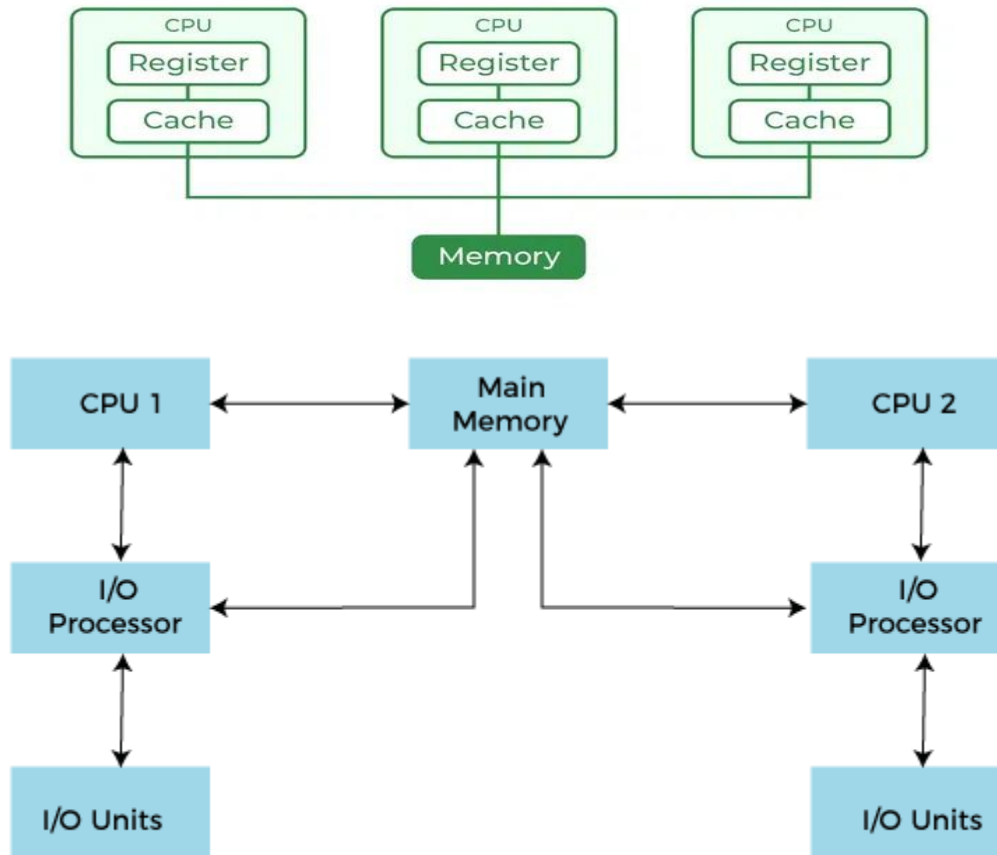 CPU CPU CPU
Register Register Register
Cache Cache Cache
Memory
CPU 1
Main
Memory
CPU 2
I/O
Processor
I/O
Processor
I/O Units
I/O Units